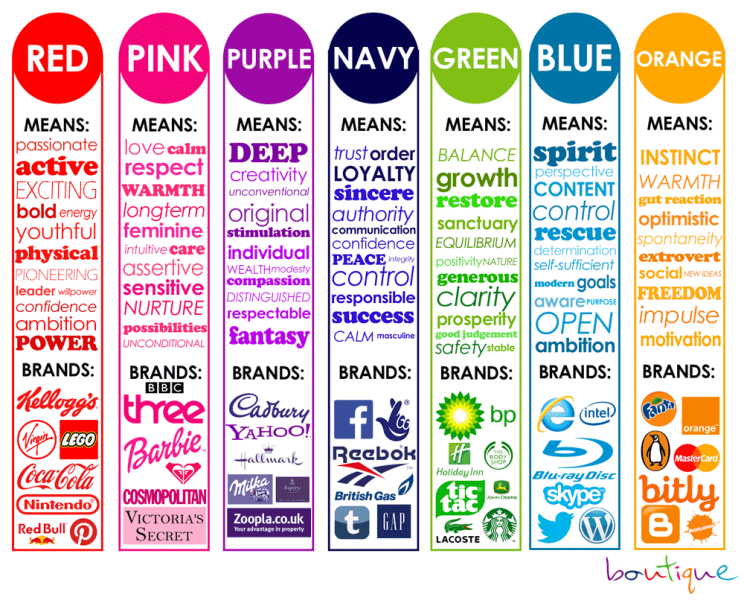 RED
MEANS:
passionate
active
EXCITING
bold energy
youthful
physical
PIONEERING
leader willpower
confidence
ambition
POWER
BRANDS:
Kellogg's
Virgin LEGO
Coca-Cola
Nintendo
Red Bull
PINK
MEANS:
love calm
respect
WARMTH
longterm
feminine
intuitive care
assertive
sensitive
NURTURE
possibilities
UNCONDITIONAL
BRANDS:
BBC
three
Barbie
COSMOPOLITAN
VICTORIA'S
SECRET
PURPLE
MEANS:
DEEP
creativity
unconventional
original
stimulation
individual
WEALTH modesty
compassion
DISTINGUISHED
respectable
fantasy
BRANDS:
Cadbury
YAHOO!
Hallmark
Milka
Zoopla.co.uk
Your advantage in property
NAVY
MEANS:
trust order
LOYALTY
sincere
authority
communication
confidence
PEACE integrity
control
responsible
success
CALM masculine
BRANDS:
f
Reebok
British Gas
t GAP
GREEN
MEANS:
BALANCE
growth
restore
sanctuary
EQUILIBRIUM
positivity NATURE
generous
clarity
prosperity
good judgement
safety stable
BRANDS:
bp
H THE BODY SHOP
Holiday Inn
tic tac JOHN DEERE
LACOSTE
BLUE
MEANS:
spirit
perspective
CONTENT
control
rescue
determination
self-sufficient
modern goals
aware PURPOSE
OPEN
ambition
BRANDS:
e intel
Blu-ray Disc
skype
W
ORANGE
MEANS:
INSTINCT
WARMTH
gut reaction
optimistic
spontaneity
extrovert
social NEW IDEAS
FREEDOM
impulse
motivation
BRANDS:
Fanta orange™
MasterCard
bitly
B
boutique